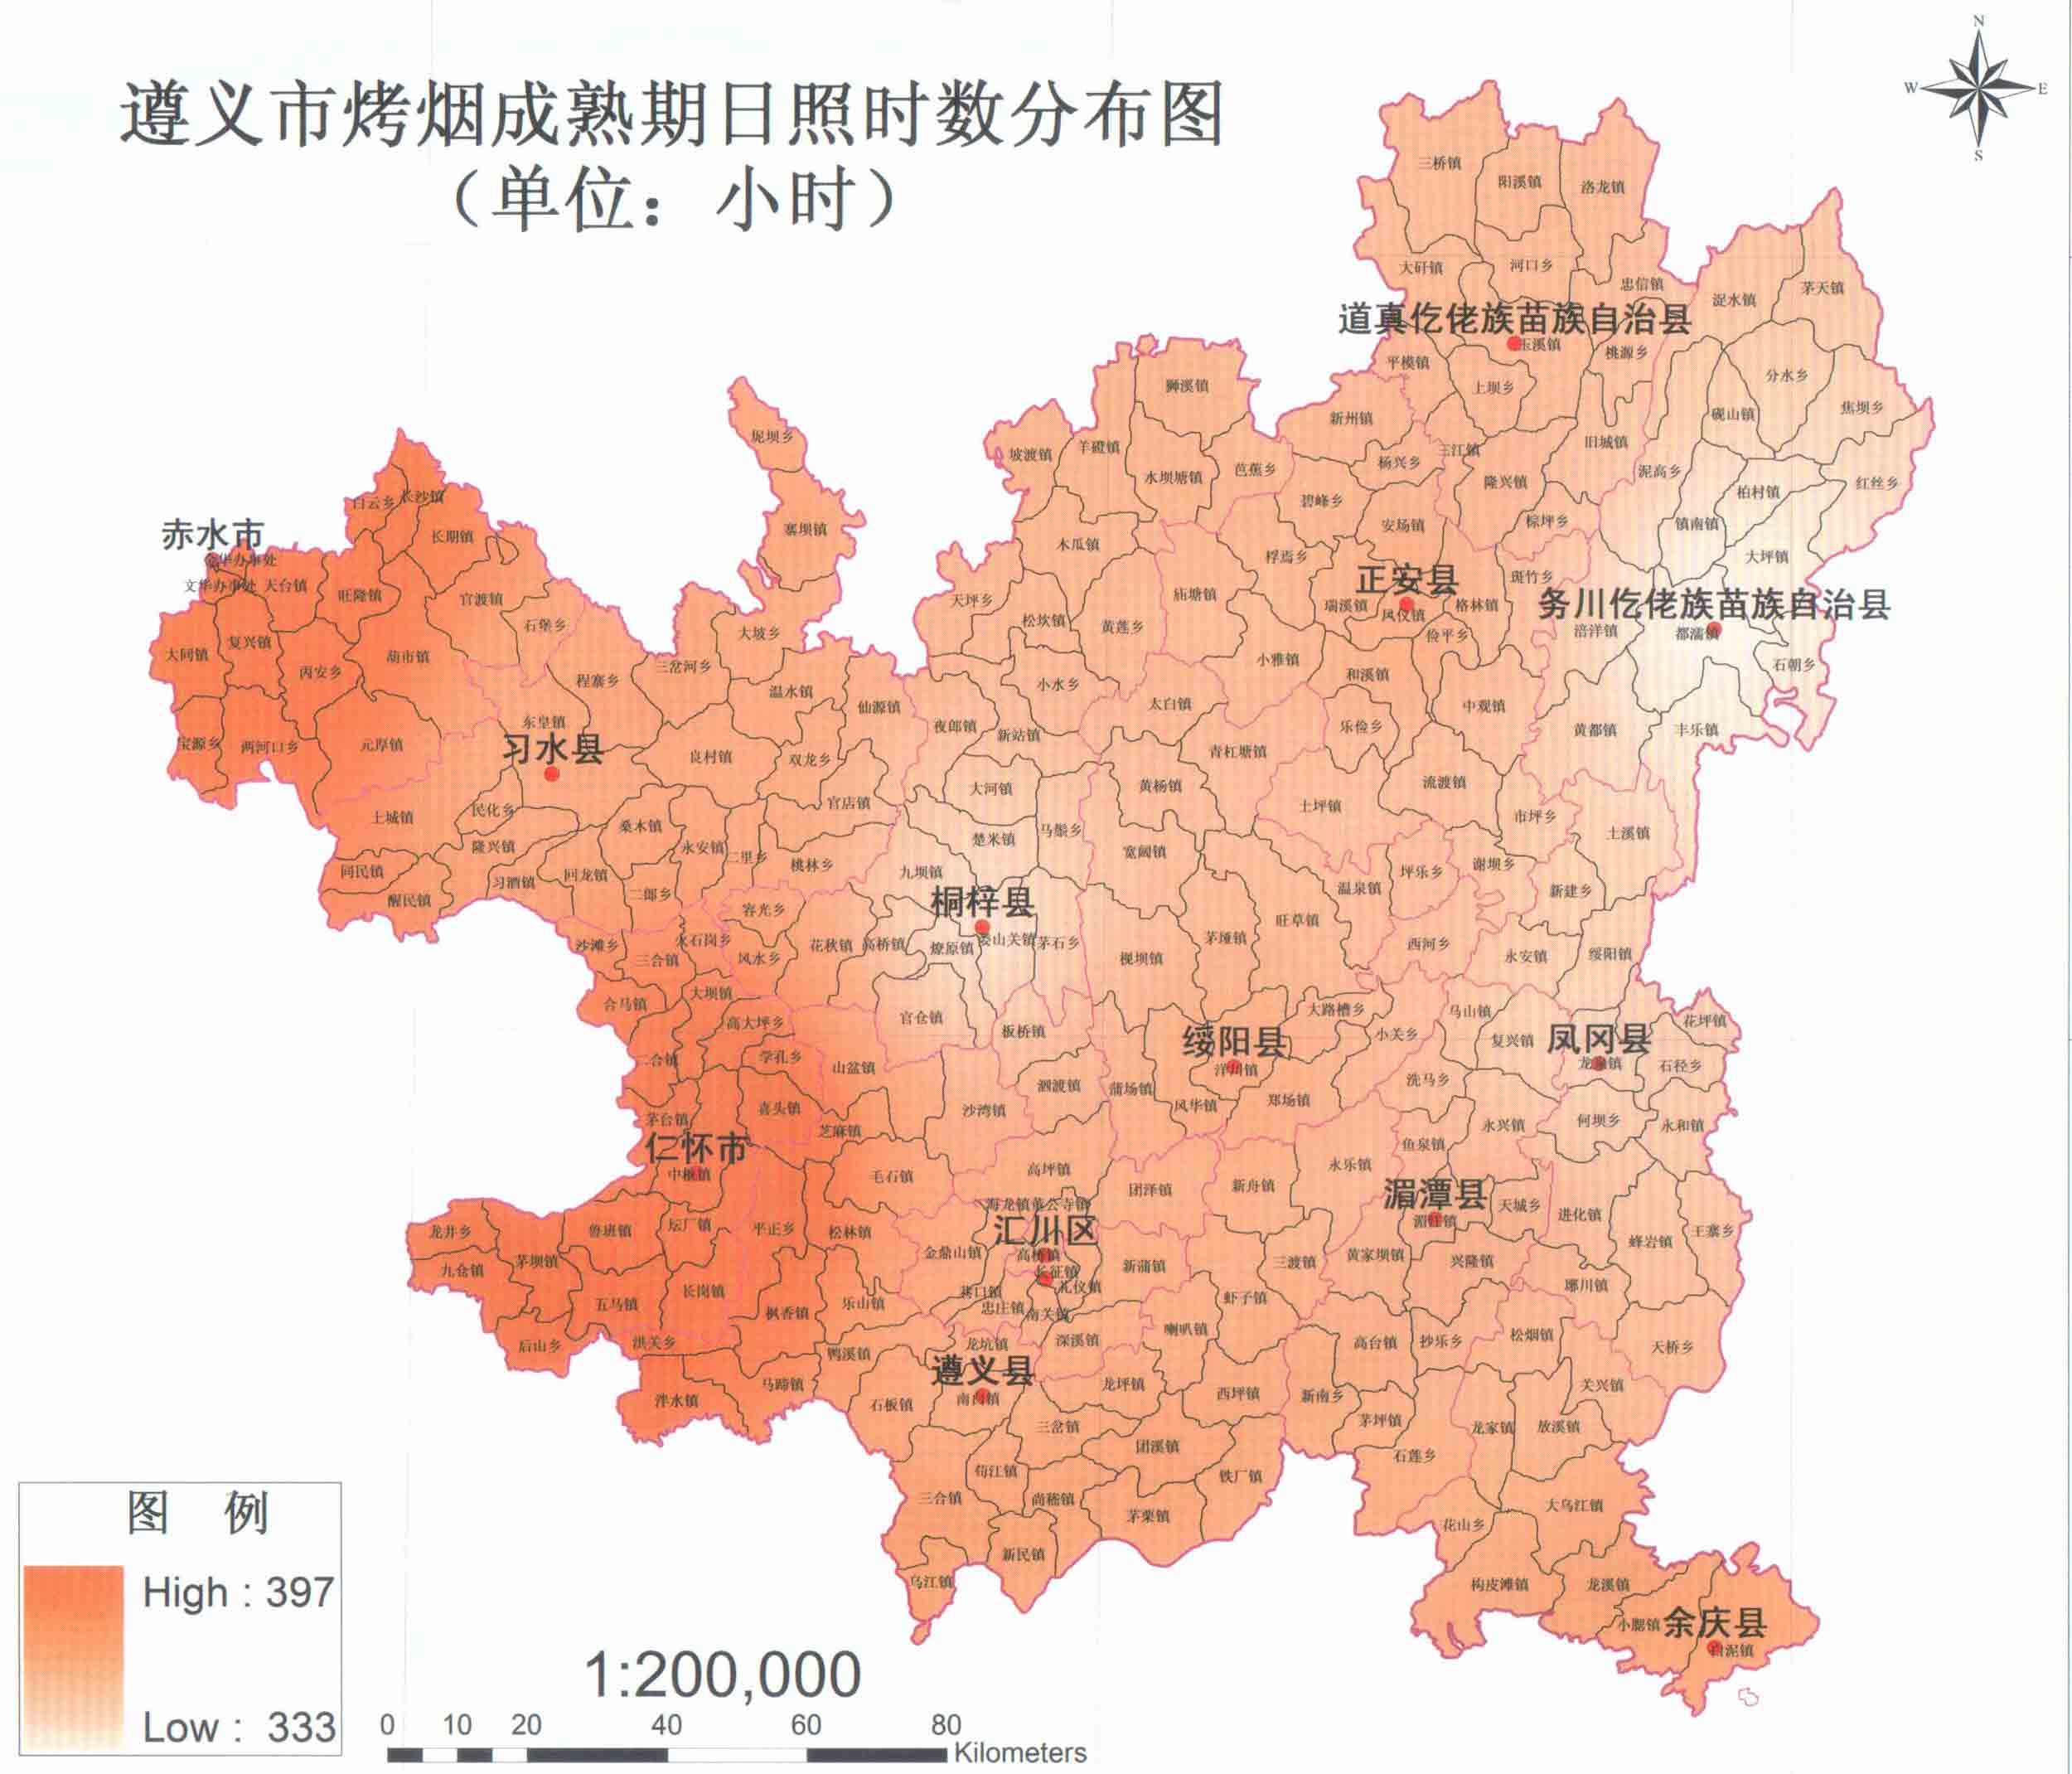 遵义市烤烟成熟期日照时数分布图
（单位：小时）
N
W
E
S
三桥镇
阳溪镇
洛龙镇
大矸镇
河口乡
忠信镇
浞水镇
茅天镇
道真仡佬族苗族自治县
玉溪镇
桃源乡
平模镇
上坝乡
分水乡
狮溪镇
新州镇
砚山镇
焦坝乡
坭坝乡
坡渡镇
羊磴镇
水坝塘镇
芭蕉乡
杨兴乡
三江镇
旧城镇
泥高乡
隆兴镇
柏村镇
红丝乡
白云乡
长沙镇
碧峰乡
安场镇
棕坪乡
镇南镇
寨坝镇
长期镇
赤水市
木瓜镇
桴焉乡
大坪镇
金华办事处
文华办事处
天台镇
旺隆镇
官渡镇
石堡乡
天坪乡
松坎镇
黄莲乡
庙塘镇
正安县
瑞溪镇
凤仪镇
格林镇
斑竹乡
务川仡佬族苗族自治县
涪洋镇
都濡镇
俭平乡
大同镇
复兴镇
丙安乡
葫市镇
大坡乡
三岔河乡
程寨乡
温水镇
仙源镇
小水乡
小雅镇
和溪镇
石朝乡
太白镇
中观镇
宝源乡
两河口乡
元厚镇
东皇镇
习水县
良村镇
双龙乡
夜郎镇
新站镇
青杠塘镇
乐俭乡
黄都镇
丰乐镇
土城镇
民化乡
官店镇
大河镇
黄杨镇
土坪镇
流渡镇
市坪乡
土溪镇
隆兴镇
桑木镇
永安镇
二里乡
桃林乡
楚米镇
马鬃乡
宽阔镇
同民镇
醒民镇
习酒镇
回龙镇
二郎乡
九坝镇
桐梓县
温泉镇
坪乐乡
谢坝乡
新建乡
容光乡
旺草镇
沙滩乡
火石岗乡
三合镇
风水乡
花秋镇
高桥镇
燎原镇
娄山关镇
茅石乡
枧坝镇
茅垭镇
西河乡
永安镇
绥阳镇
合马镇
大坝镇
高大坪乡
官仓镇
板桥镇
大路槽乡
马山镇
花坪镇
绥阳县
洋川镇
小关乡
复兴镇
凤冈县
龙泉镇
石径乡
二合镇
学孔乡
山盆镇
泗渡镇
蒲场镇
风华镇
郑场镇
洗马乡
茅台镇
喜头镇
芝麻镇
沙湾镇
永兴镇
何坝乡
永和镇
仁怀市
中枢镇
毛石镇
高坪镇
团泽镇
新舟镇
永乐镇
鱼泉镇
湄潭县
湄江镇
天城乡
进化镇
海龙镇
董公寺镇
汇川区
龙井乡
鲁班镇
坛厂镇
平正乡
松林镇
金鼎山镇
高桥镇
长征镇
礼仪镇
新蒲镇
三渡镇
黄家坝镇
兴隆镇
蜂岩镇
王寨乡
九仓镇
茅坝镇
五马镇
长岗镇
枫香镇
乐山镇
巷口镇
忠庄镇
南关镇
虾子镇
琊川镇
后山乡
洪关乡
鸭溪镇
龙坑镇
深溪镇
喇叭镇
高台镇
抄乐乡
松烟镇
天桥乡
遵义县
南白镇
泮水镇
马蹄镇
石板镇
龙坪镇
西坪镇
新南乡
茅坪镇
关兴镇
三岔镇
团溪镇
龙家镇
敖溪镇
石莲乡
苟江镇
铁厂镇
三合镇
尚嵇镇
茅栗镇
大乌江镇
花山乡
新民镇
乌江镇
构皮滩镇
龙溪镇
小腮镇
余庆县
白泥镇
图 例
High : 397
Low : 333
1:200,000
0 10 20 40 60 80
Kilometers